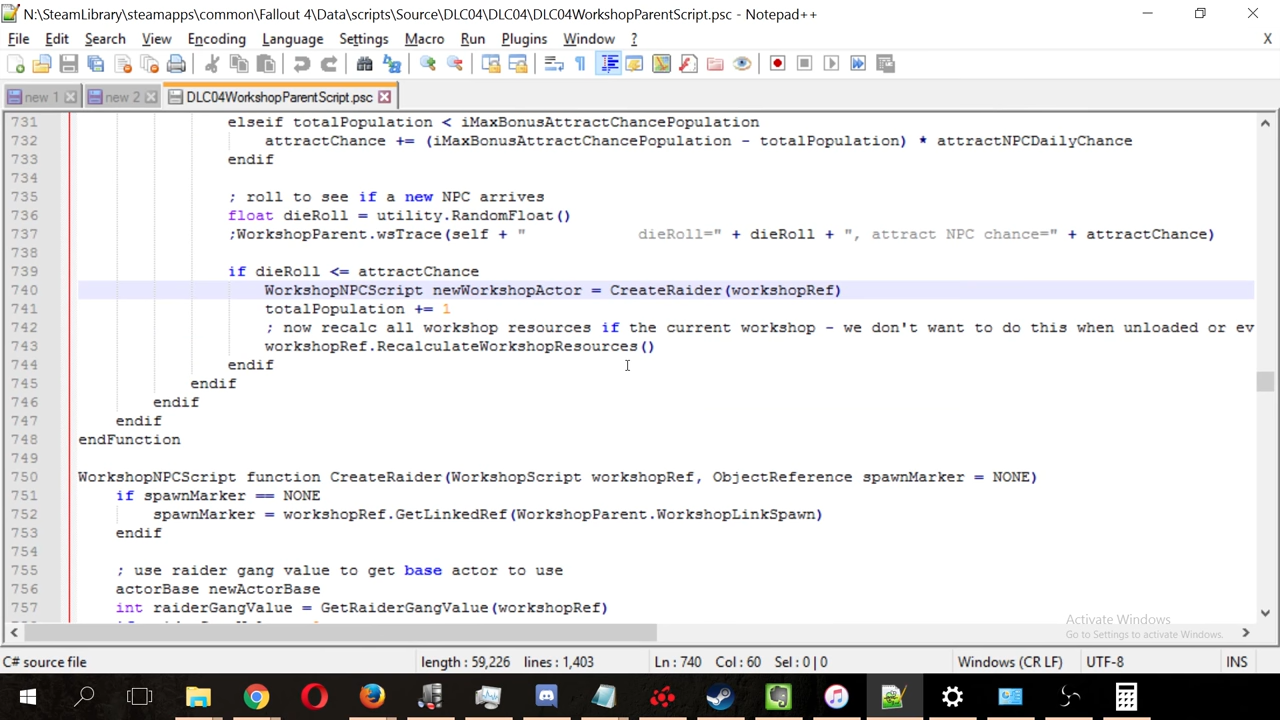 N:\SteamLibrary\steamapps\common\Fallout 4\Data\scripts\Source\DLC04\DLC04\DLC04WorkshopParentScript.psc - Notepad++
File Edit Search View Encoding Language Settings Macro Run Plugins Window ? X
new 1 new 2 DLC04WorkshopParentScript.psc
731 elseif totalPopulation < iMaxBonusAttractChancePopulation
732 attractChance += (iMaxBonusAttractChancePopulation - totalPopulation) * attractNPCDailyChance
733 endif
734
735 ; roll to see if a new NPC arrives
736 float dieRoll = utility.RandomFloat()
737 ;WorkshopParent.wsTrace(self + " dieRoll=" + dieRoll + ", attract NPC chance=" + attractChance)
738
739 if dieRoll <= attractChance
740 WorkshopNPCScript newWorkshopActor = CreateRaider(workshopRef)
741 totalPopulation += 1
742 ; now recalc all workshop resources if the current workshop - we don't want to do this when unloaded or ev
743 workshopRef.RecalculateWorkshopResources()
744 endif
745 endif
746 endif
747 endif
748 endFunction
749
750 WorkshopNPCScript function CreateRaider(WorkshopScript workshopRef, ObjectReference spawnMarker = NONE)
751 if spawnMarker == NONE
752 spawnMarker = workshopRef.GetLinkedRef(WorkshopParent.WorkshopLinkSpawn)
753 endif
754
755 ; use raider gang value to get base actor to use
756 actorBase newActorBase
757 int raiderGangValue = GetRaiderGangValue(workshopRef)
Activate Windows
Go to Settings to activate Windows.
C# source file length : 59,226 lines : 1,403 Ln : 740 Col : 60 Sel : 0 | 0 Windows (CR LF) UTF-8 INS